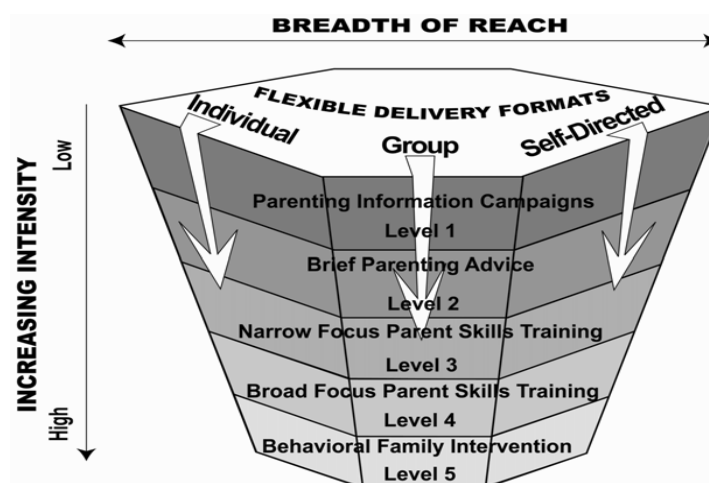 BREADTH OF REACH
FLEXIBLE DELIVERY FORMATS
Individual
Group
Self-Directed
INCREASING INTENSITY
Low
High
Parenting Information Campaigns
Level 1
Brief Parenting Advice
Level 2
Narrow Focus Parent Skills Training
Level 3
Broad Focus Parent Skills Training
Level 4
Behavioral Family Intervention
Level 5